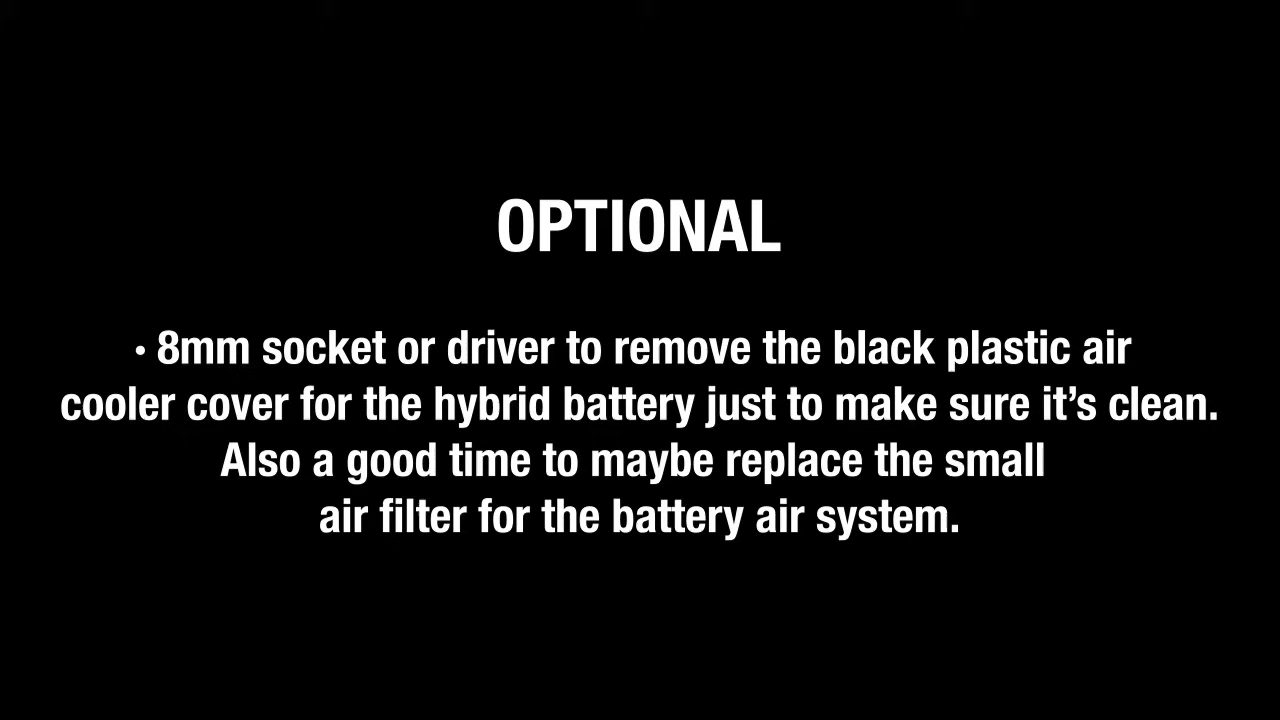 OPTIONAL
• 8mm socket or driver to remove the black plastic air
cooler cover for the hybrid battery just to make sure it’s clean.
Also a good time to maybe replace the small
air filter for the battery air system.